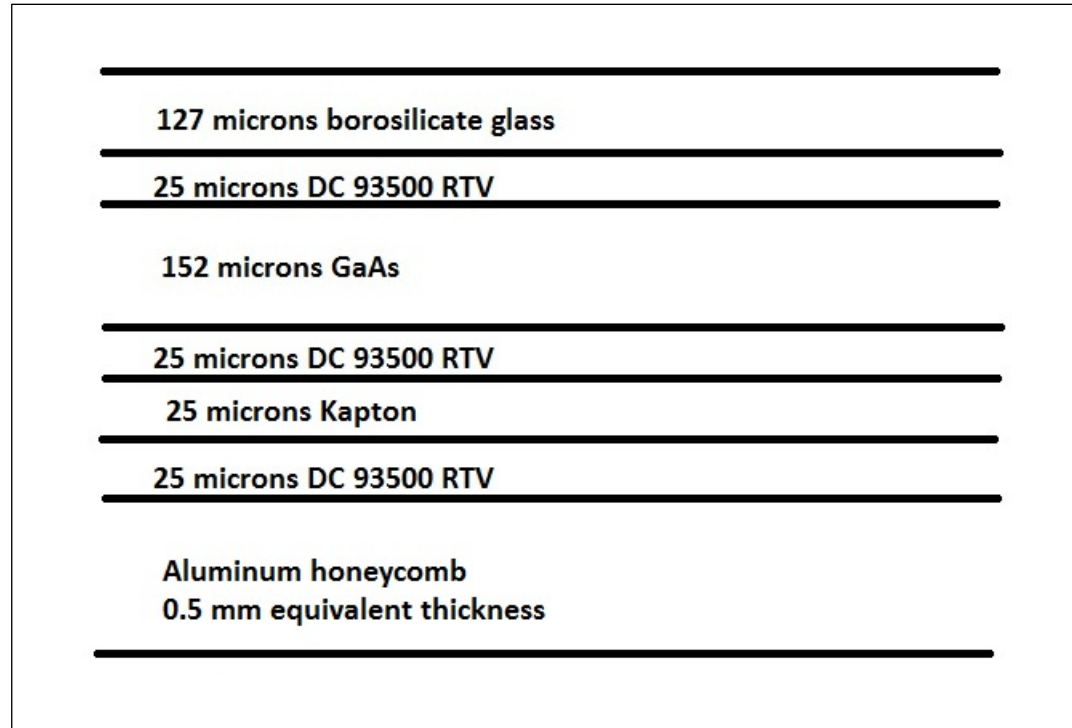 127 microns borosilicate glass
25 microns DC 93500 RTV
152 microns GaAs
25 microns DC 93500 RTV
25 microns Kapton
25 microns DC 93500 RTV
Aluminum honeycomb
0.5 mm equivalent thickness